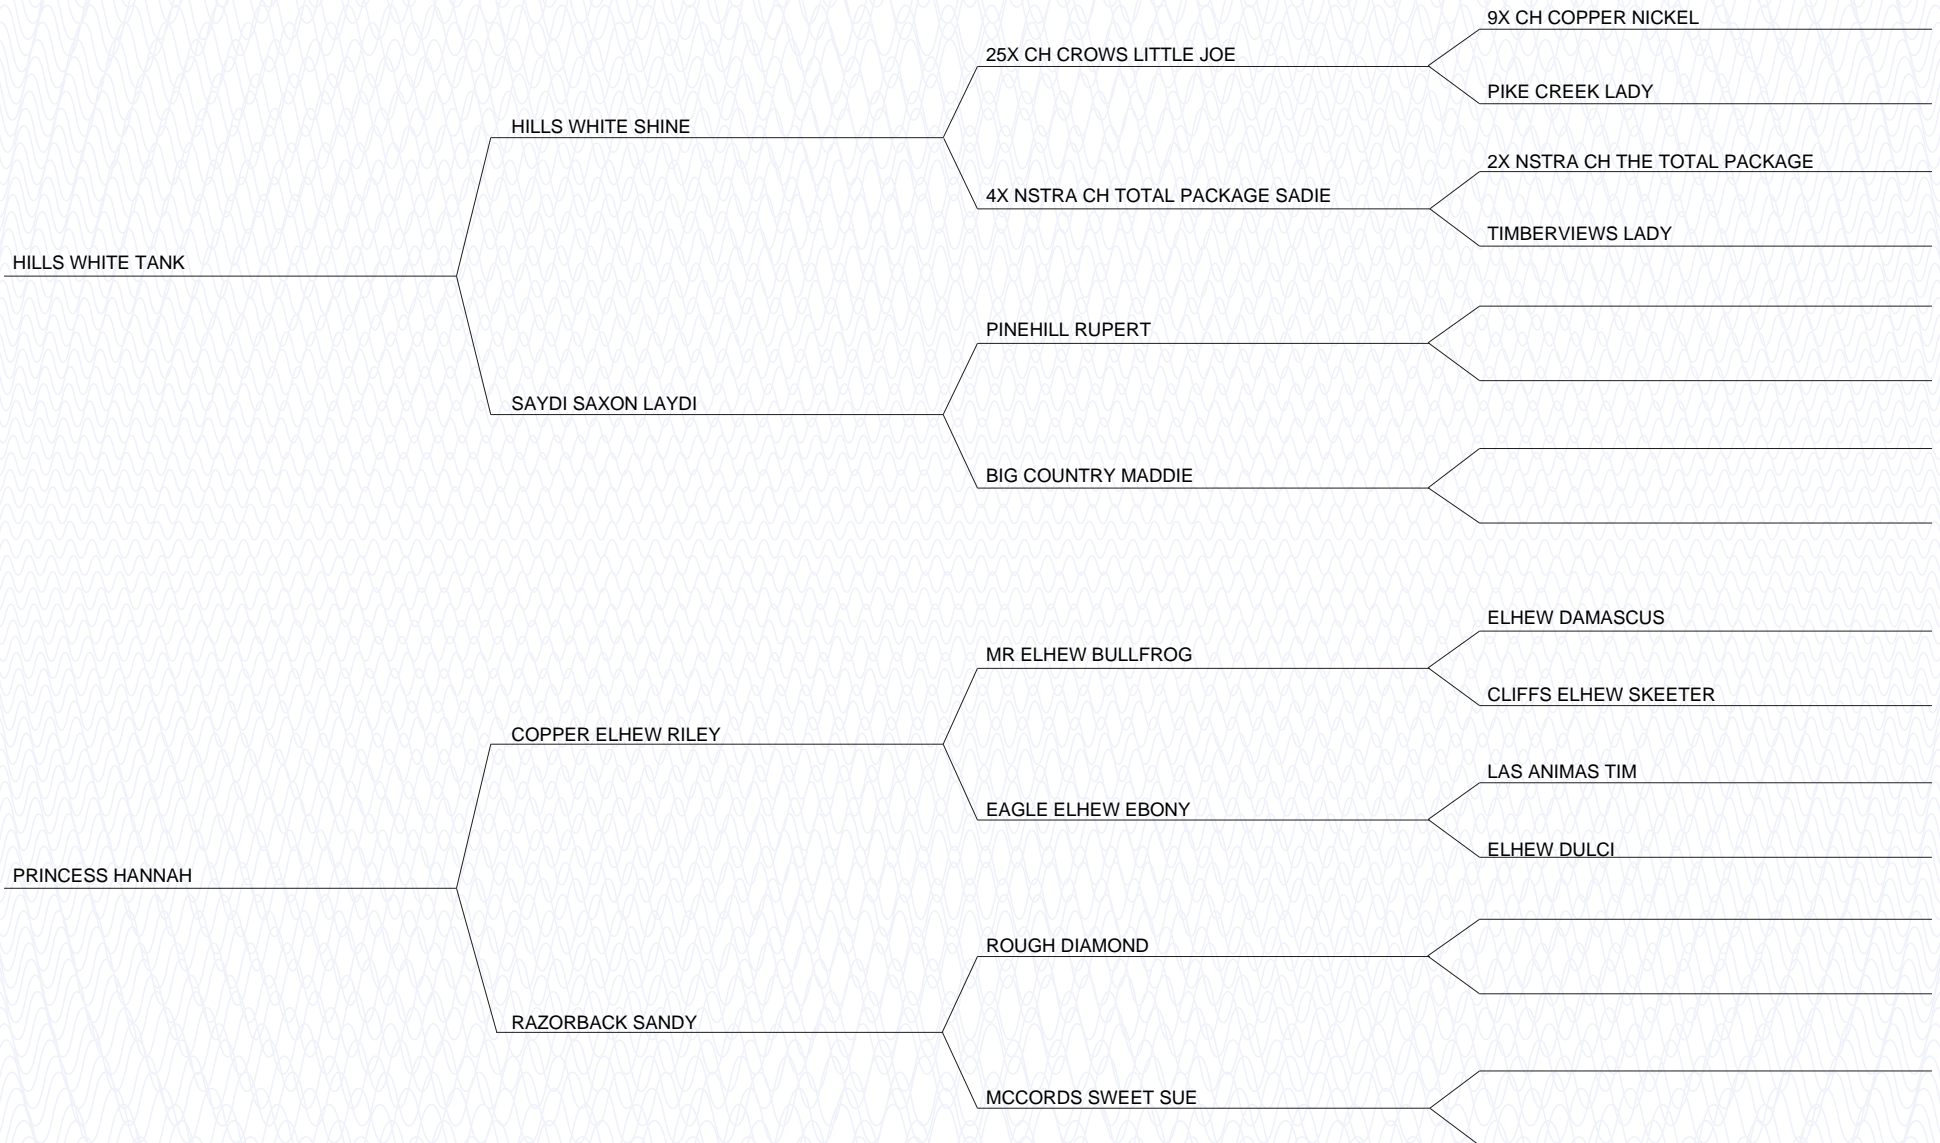 9X CH COPPER NICKEL
25X CH CROWS LITTLE JOE
PIKE CREEK LADY
HILLS WHITE SHINE
2X NSTRA CH THE TOTAL PACKAGE
4X NSTRA CH TOTAL PACKAGE SADIE
TIMBERVIEWS LADY
HILLS WHITE TANK
PINEHILL RUPERT
SAYDI SAXON LAYDI
BIG COUNTRY MADDIE
ELHEW DAMASCUS
MR ELHEW BULLFROG
CLIFFS ELHEW SKEETER
COPPER ELHEW RILEY
LAS ANIMAS TIM
EAGLE ELHEW EBONY
ELHEW DULCI
PRINCESS HANNAH
ROUGH DIAMOND
RAZORBACK SANDY
MCCORDS SWEET SUE